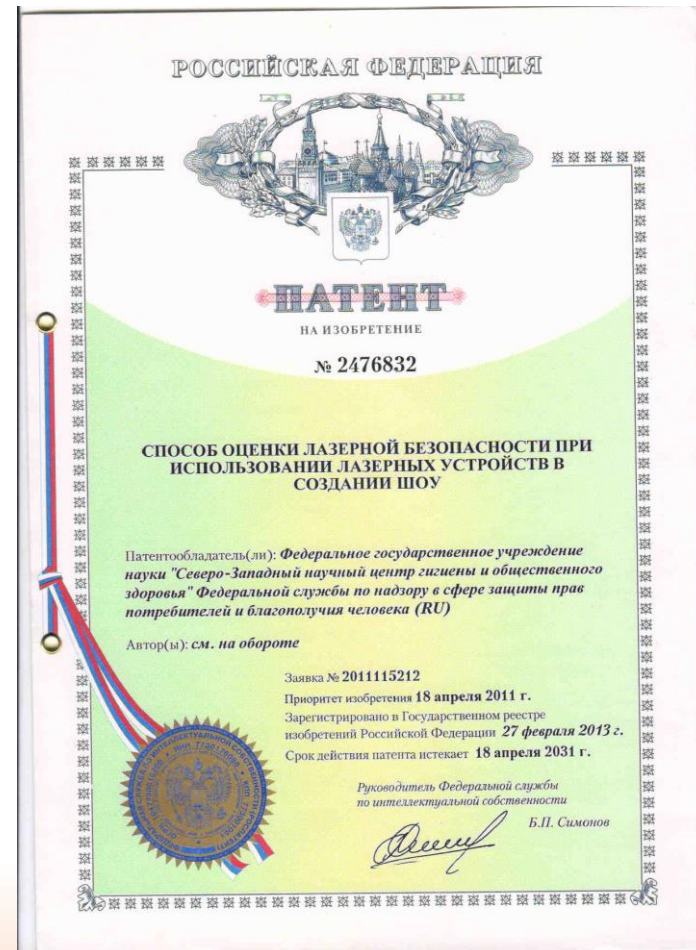 РОССИЙСКАЯ ФЕДЕРАЦИЯ
ПАТЕНТ
НА ИЗОБРЕТЕНИЕ
№ 2476832
СПОСОБ ОЦЕНКИ ЛАЗЕРНОЙ БЕЗОПАСНОСТИ ПРИ
ИСПОЛЬЗОВАНИИ ЛАЗЕРНЫХ УСТРОЙСТВ В
СОЗДАНИИ ШОУ
Патентообладатель(ли): Федеральное государственное учреждение
науки "Северо-Западный научный центр гигиены и общественного
здоровья" Федеральной службы по надзору в сфере защиты прав
потребителей и благополучия человека (RU)
Автор(ы): см. на обороте
Заявка № 2011115212
Приоритет изобретения 18 апреля 2011 г.
Зарегистрировано в Государственном реестре
изобретений Российской Федерации 27 февраля 2013 г.
Срок действия патента истекает 18 апреля 2031 г.
Руководитель Федеральной службы
по интеллектуальной собственности
Б.П. Симонов